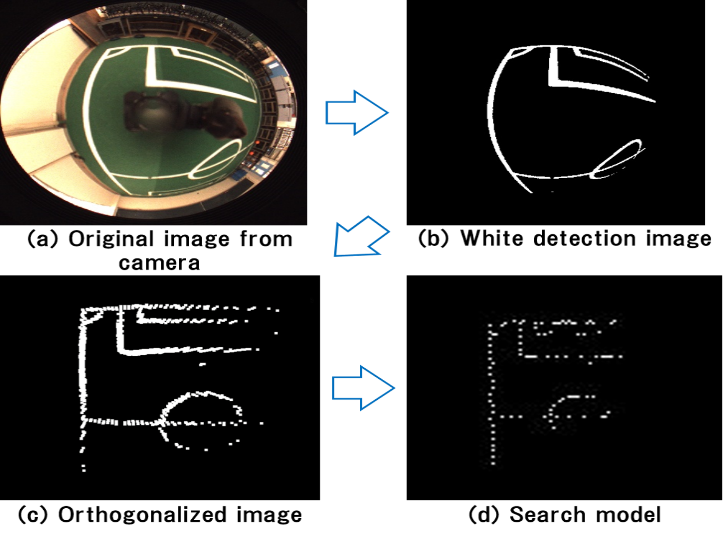 (a) Original image from
camera
(b) White detection image
(c) Orthogonalized image
(d) Search model